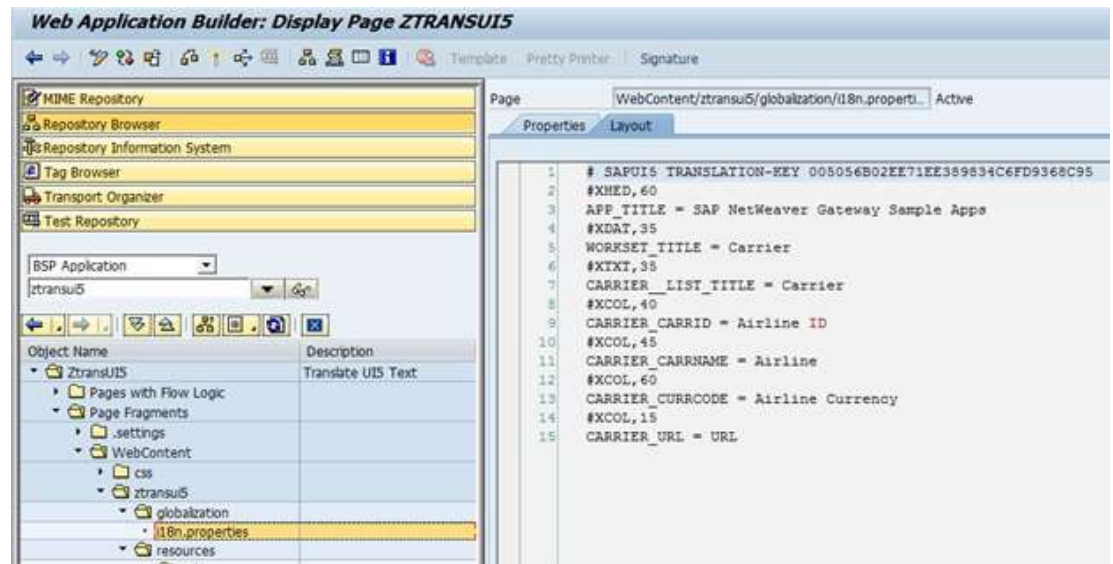 Web Application Builder: Display Page ZTRANSUI5
Template Pretty Printer Signature
MIME Repository
Repository Browser
Repository Information System
Tag Browser
Transport Organizer
Test Repository
BSP Application
ztransui5
Object Name Description
ZtransUI5 Translate UI5 Text
Pages with Flow Logic
Page Fragments
.settings
WebContent
css
ztransui5
globalization
i18n.properties
resources
Page WebContent/ztransui5/globalization/i18n.properti... Active
Properties Layout
1 # SAPUI5 TRANSLATION-KEY 005056B02EE71EE389834C6FD9368C95
2 #XHED,60
3 APP_TITLE = SAP NetWeaver Gateway Sample Apps
4 #XDAT,35
5 WORKSET_TITLE = Carrier
6 #XTXT,35
7 CARRIER__LIST_TITLE = Carrier
8 #XCOL,40
9 CARRIER_CARRID = Airline ID
10 #XCOL,45
11 CARRIER_CARRNAME = Airline
12 #XCOL,60
13 CARRIER_CURRCODE = Airline Currency
14 #XCOL,15
15 CARRIER_URL = URL